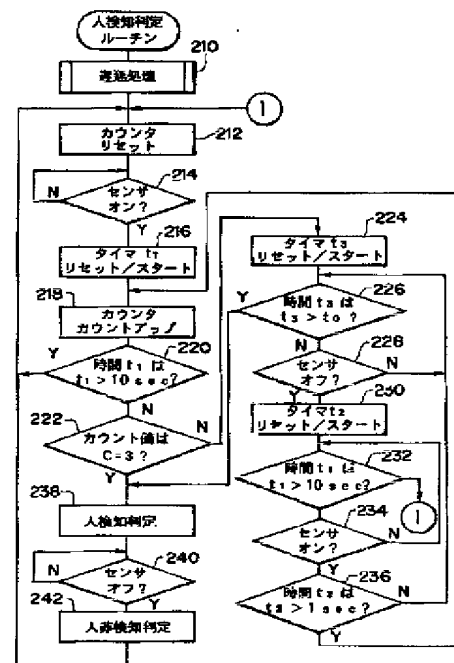 人検知判定
ルーチン
遅延処理
210
1
カウンタ
リセット
212
センサ
オン?
214
N
Y
タイマ t₁
リセット/スタート
216
カウンタ
カウントアップ
218
時間 t₁ は
t₁ > 10 sec?
220
Y
N
カウント値は
C=3 ?
222
N
Y
人検知判定
238
センサ
オフ?
240
N
Y
人非検知判定
242
タイマ t₃
リセット/スタート
224
時間 t₃ は
t₃ > to ?
226
Y
N
センサ
オフ?
228
N
Y
タイマ t₂
リセット/スタート
230
時間 t₁ は
t₁ > 10 sec?
232
1
センサ
オン?
234
N
Y
時間 t₂ は
> 1 sec?
236
N
Y